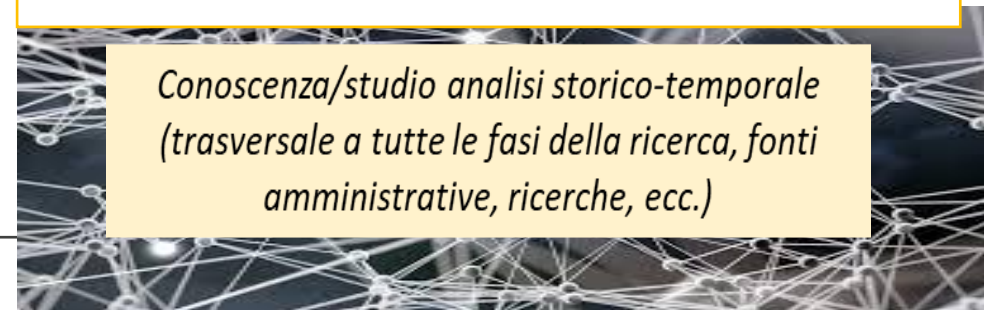 Conoscenza/studio analisi storico-temporale
(trasversale a tutte le fasi della ricerca, fonti
amministrative, ricerche, ecc.)